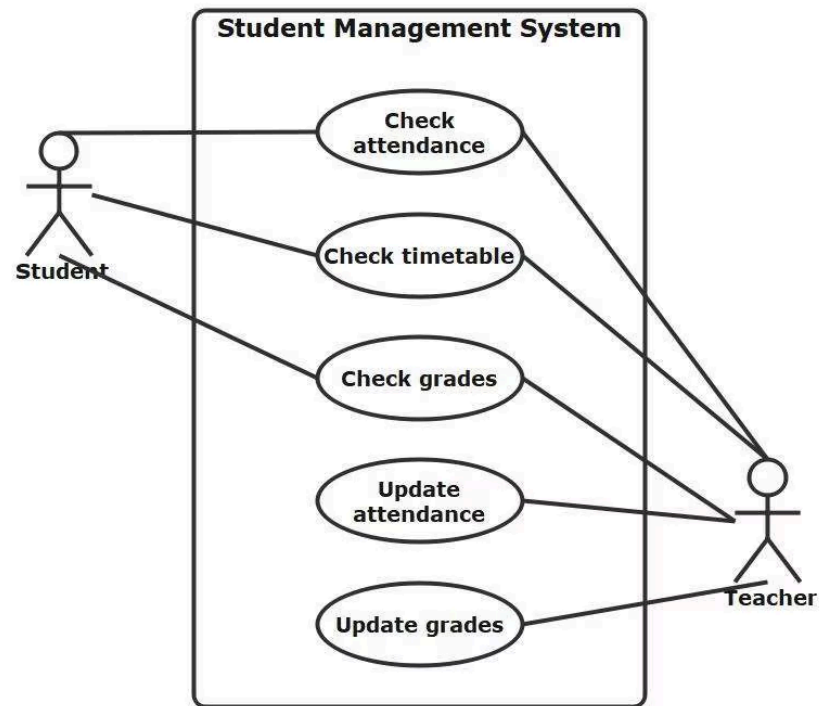 Student Management System
Check
attendance
Student
Check timetable
Check grades
Update
attendance
Teacher
Update grades